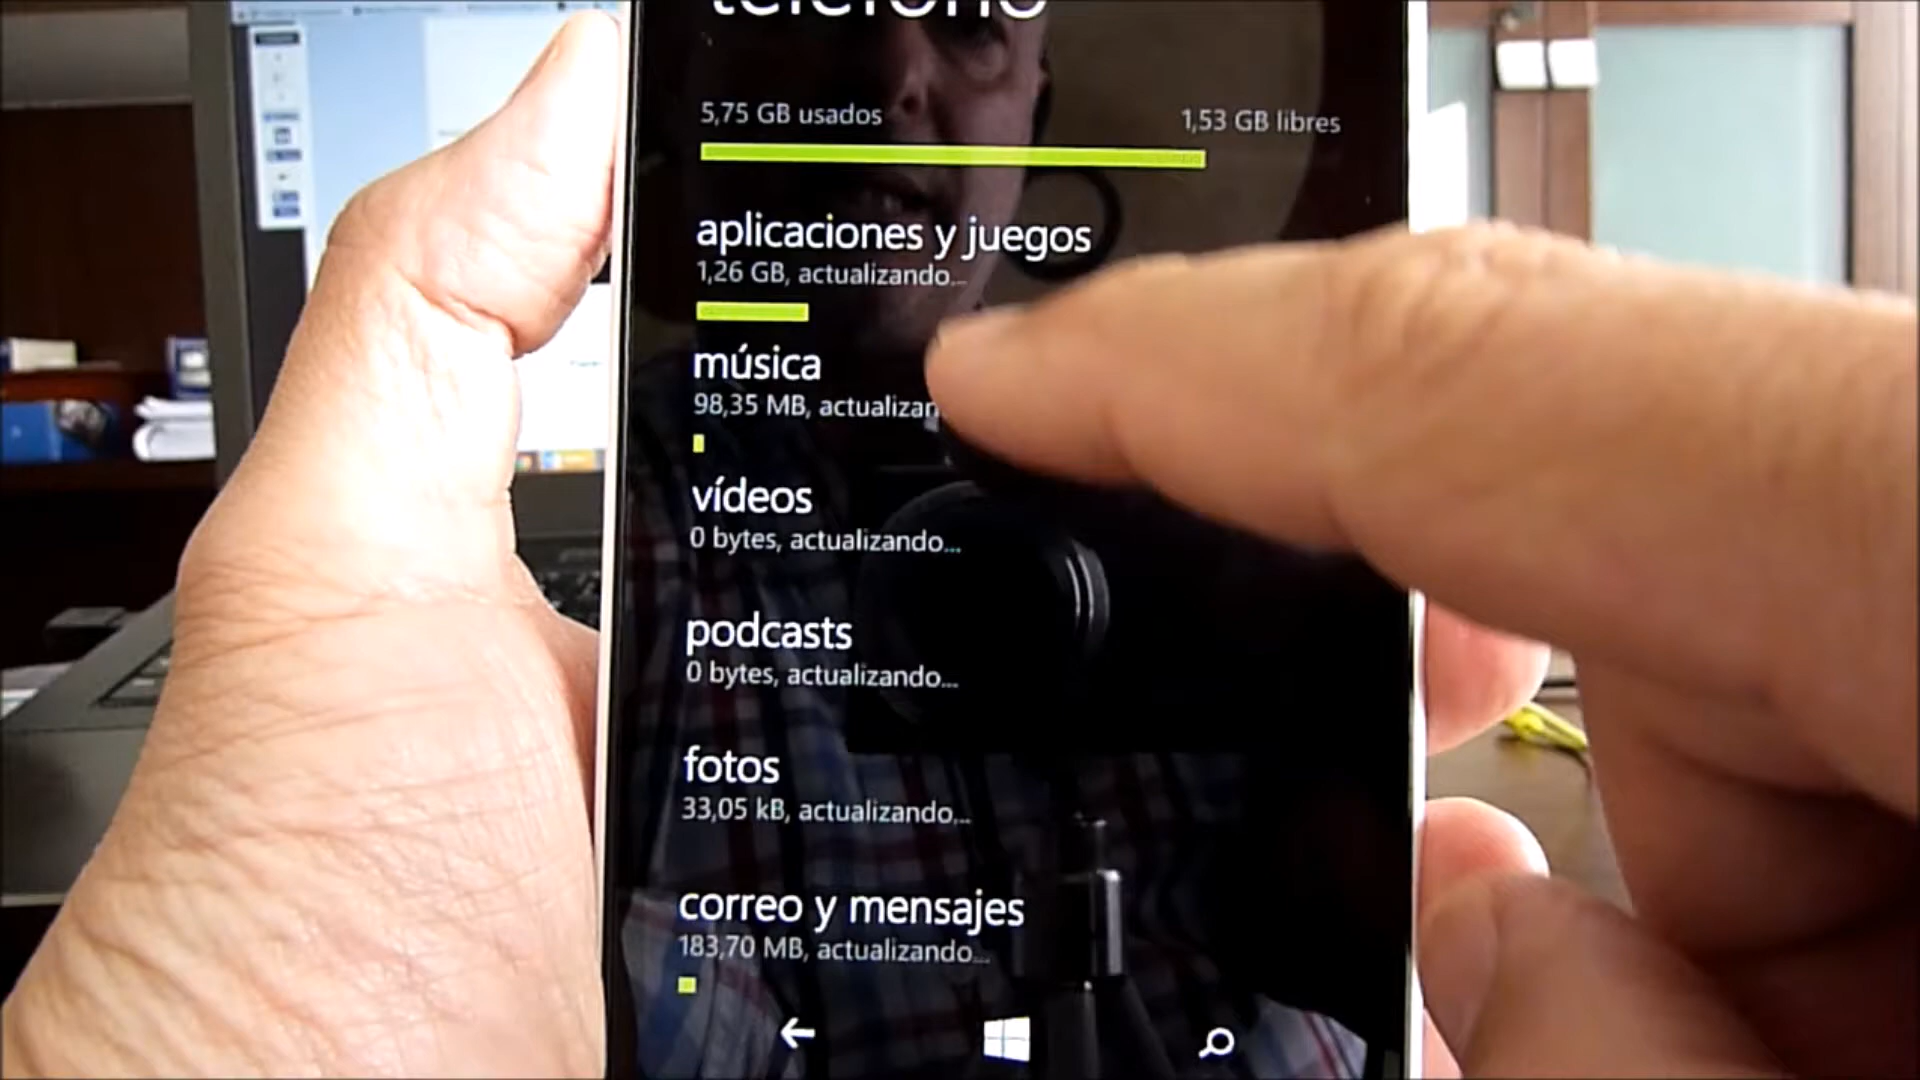 teléfono
5,75 GB usados
1,53 GB libres
aplicaciones y juegos
1,26 GB, actualizando...
música
98,35 MB, actualizan
vídeos
0 bytes, actualizando...
podcasts
0 bytes, actualizando...
fotos
33,05 kB, actualizando...
correo y mensajes
183,70 MB, actualizando...